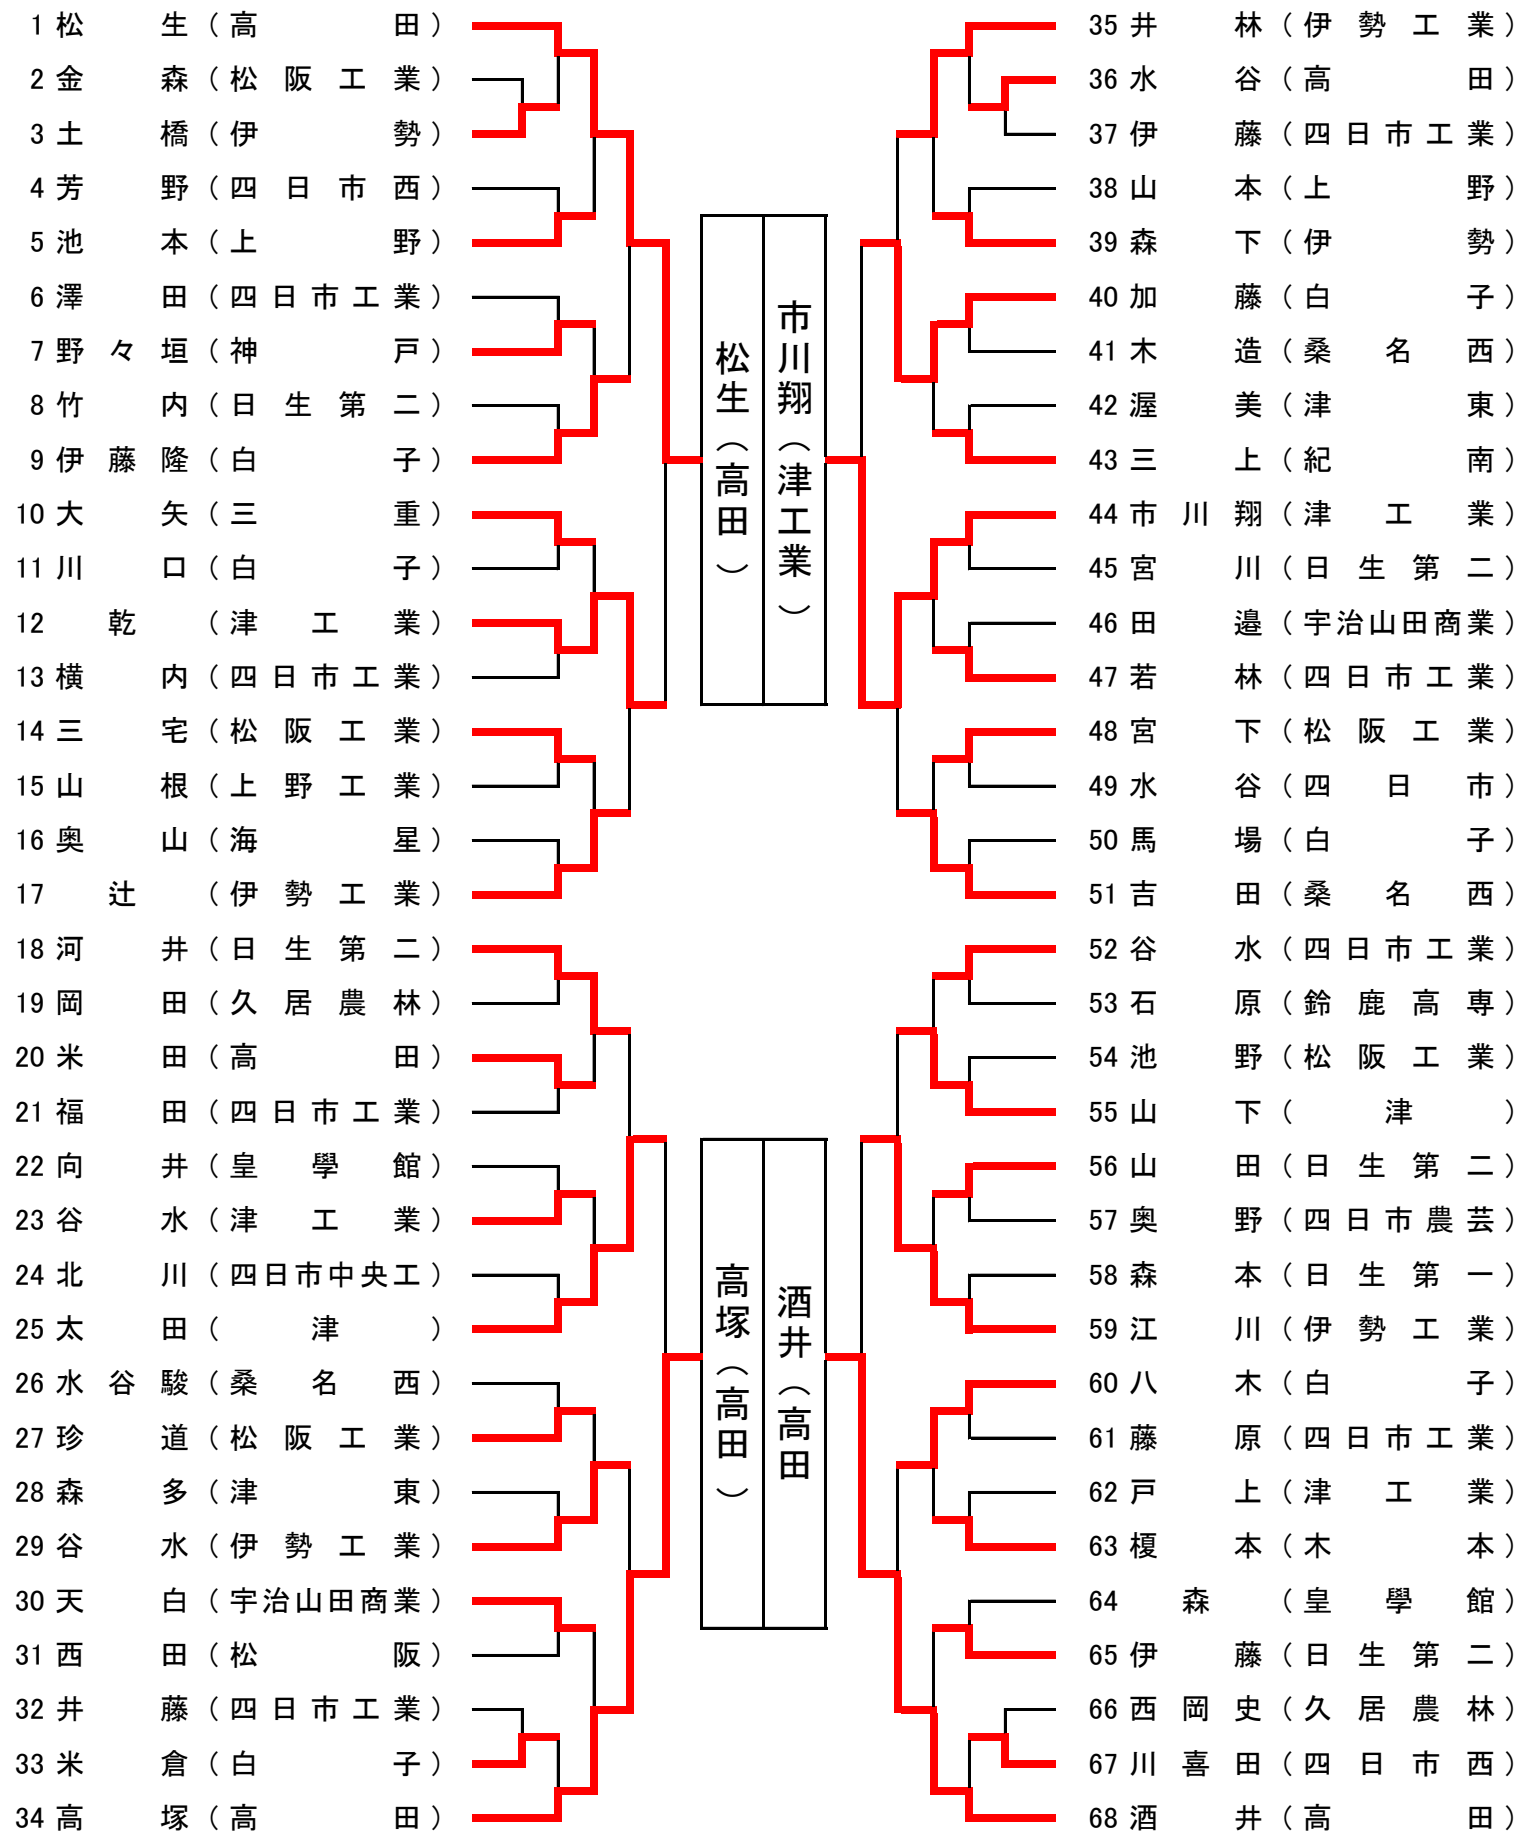 1 松生（高田）
2 金森（松阪工業）
3 土橋（伊勢）
4 芳野（四日市西）
5 池本（上野）
6 澤田（四日市工業）
7 野々垣（神戸）
8 竹内（日生第二）
9 伊藤隆（白子）
10 大矢（三重）
11 川口（白子）
12 乾（津工業）
13 横内（四日市工業）
14 三宅（松阪工業）
15 山根（上野工業）
16 奥山（海星）
17 辻（伊勢工業）
18 河井（日生第二）
19 岡田（久居農林）
20 米田（高田）
21 福田（四日市工業）
22 向井（皇學館）
23 谷水（津工業）
24 北川（四日市中央工）
25 太田（津）
26 水谷駿（桑名西）
27 珍道（松阪工業）
28 森多（津東）
29 谷水（伊勢工業）
30 天白（宇治山田商業）
31 西田（松阪）
32 井藤（四日市工業）
33 米倉（白子）
34 高塚（高田）
松生（高田）
市川翔（津工業）
高塚（高田）
酒井（高田
35 井林（伊勢工業）
36 水谷（高田）
37 伊藤（四日市工業）
38 山本（上野）
39 森下（伊勢）
40 加藤（白子）
41 木造（桑名西）
42 渥美（津東）
43 三上（紀南）
44 市川翔（津工業）
45 宮川（日生第二）
46 田邉（宇治山田商業）
47 若林（四日市工業）
48 宮下（松阪工業）
49 水谷（四日市）
50 馬場（白子）
51 吉田（桑名西）
52 谷水（四日市工業）
53 石原（鈴鹿高専）
54 池野（松阪工業）
55 山下（津）
56 山田（日生第二）
57 奥野（四日市農芸）
58 森本（日生第一）
59 江川（伊勢工業）
60 八木（白子）
61 藤原（四日市工業）
62 戸上（津工業）
63 榎本（木本）
64 森（皇學館）
65 伊藤（日生第二）
66 西岡史（久居農林）
67 川喜田（四日市西）
68 酒井（高田）